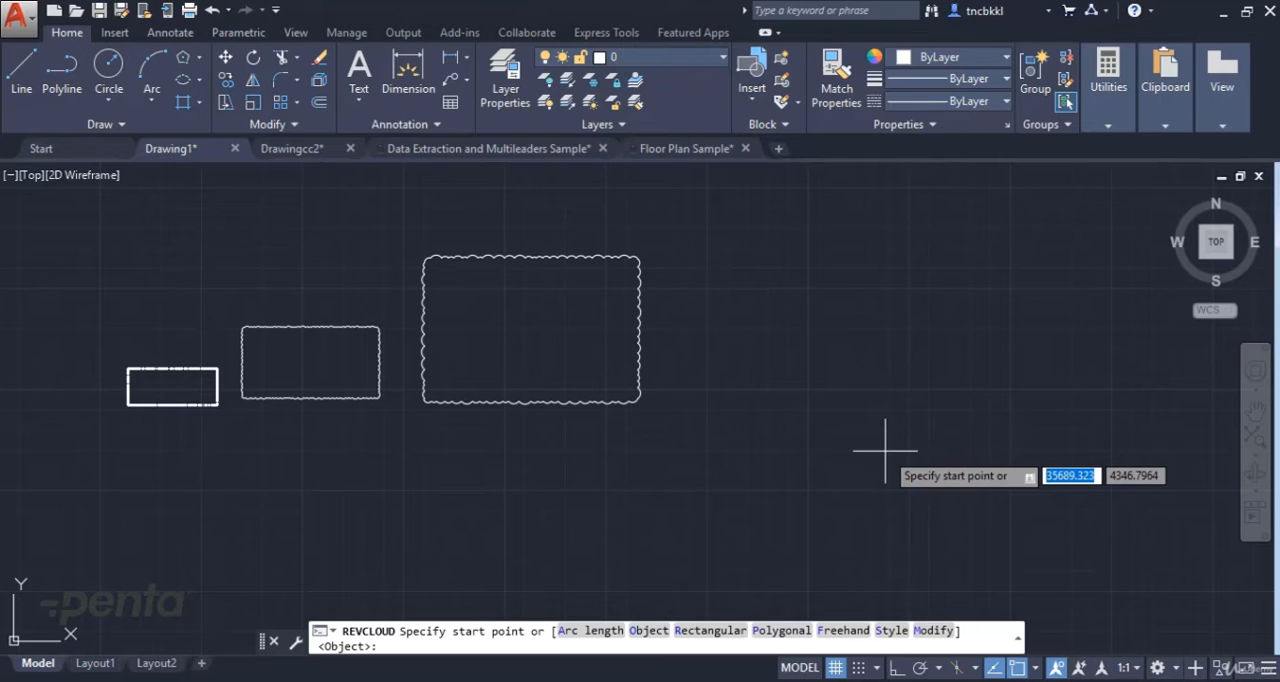 Type a keyword or phrase
tncbkkl
Home Insert Annotate Parametric View Manage Output Add-ins Collaborate Express Tools Featured Apps
0
ByLayer
ByLayer
ByLayer
Line Polyline Circle Arc Text Dimension Layer Properties Insert Match Properties Group Utilities Clipboard View
Draw Modify Annotation Layers Block Properties Groups
Start Drawing1* Drawingcc2* Data Extraction and Multileaders Sample* Floor Plan Sample*
[−][Top][2D Wireframe]
N
W TOP E
S
WCS
Specify start point or 35689.323 4346.7964
Y
penta
X
REVCLOUD Specify start point or [Arc length Object Rectangular Polygonal Freehand Style Modify]
<Object>:
Model Layout1 Layout2 +
MODEL 1:1